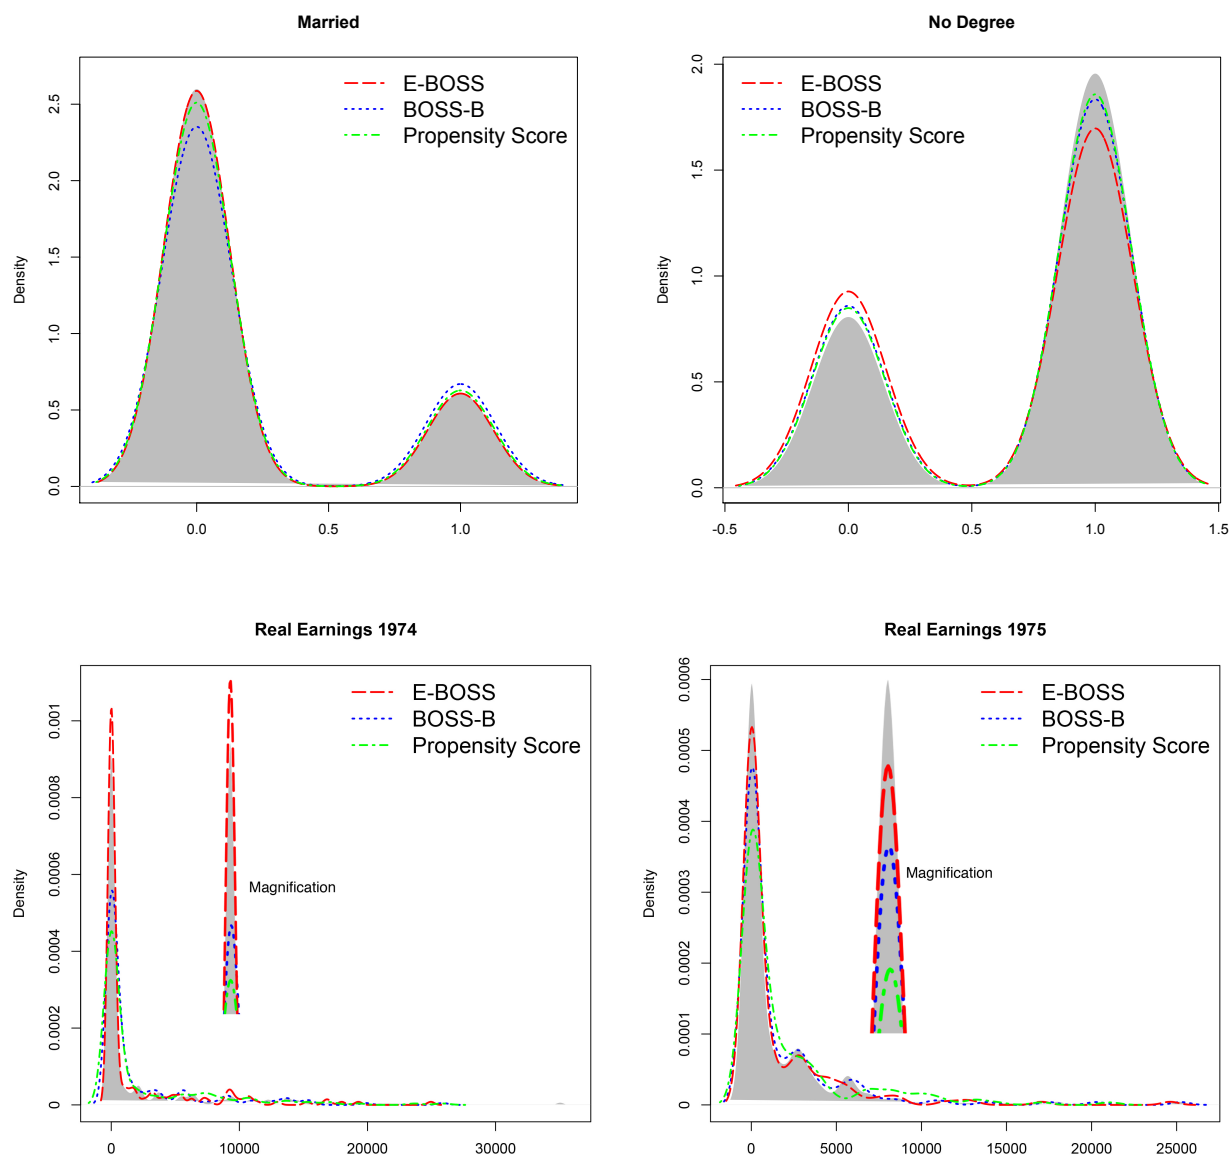 Married
E-BOSS
BOSS-B
Propensity Score
Density
0.0 0.5 1.0 1.5 2.0 2.5
0.0 0.5 1.0
No Degree
E-BOSS
BOSS-B
Propensity Score
Density
0.0 0.5 1.0 1.5 2.0
-0.5 0.0 0.5 1.0 1.5
Real Earnings 1974
E-BOSS
BOSS-B
Propensity Score
Magnification
Density
0 0.0002 0.0004 0.0006 0.0008 0.001
0 10000 20000 30000
Real Earnings 1975
E-BOSS
BOSS-B
Propensity Score
Magnification
Density
0 0.0001 0.0002 0.0003 0.0004 0.0005 0.0006
0 5000 10000 15000 20000 25000